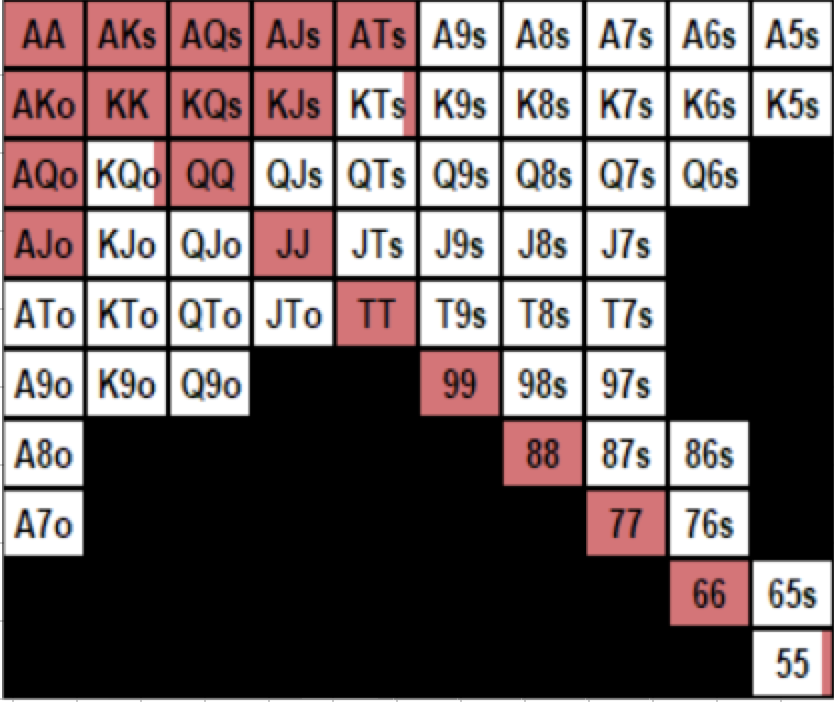 AA AKs AQs AJs ATs A9s A8s A7s A6s A5s
AKo KK KQs KJs KTs K9s K8s K7s K6s K5s
AQo KQo QQ QJs QTs Q9s Q8s Q7s Q6s
AJo KJo QJo JJ JTs J9s J8s J7s
ATo KTo QTo JTo TT T9s T8s T7s
A9o K9o Q9o 99 98s 97s
A8o 88 87s 86s
A7o 77 76s
66 65s
55